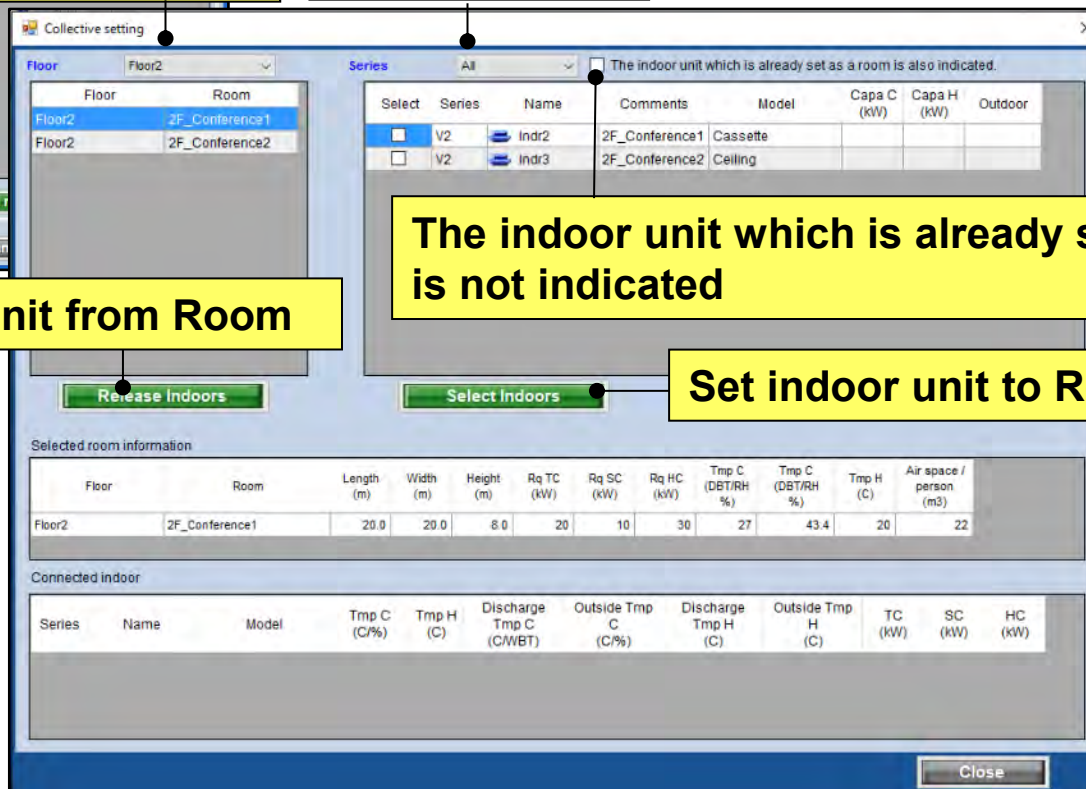 Collective setting
Floor Floor2 Series All The indoor unit which is already set as a room is also indicated.
Floor Room
Floor2 2F_Conference1
Floor2 2F_Conference2
Select Series Name Comments Model Capa C (kW) Capa H (kW) Outdoor
V2 Indr2 2F_Conference1 Cassette
V2 Indr3 2F_Conference2 Ceiling
The indoor unit which is already
is not indicated
nit from Room
Release Indoors Select Indoors
Set indoor unit to R
Selected room information
Floor Room Length (m) Width (m) Height (m) Rq TC (kW) Rq SC (kW) Rq HC (kW) Tmp C (DBT/RH %) Tmp C (DBT/RH %) Tmp H (C) Air space / person (m3)
Floor2 2F_Conference1 20.0 20.0 8.0 20 10 30 27 43.4 20 22
Connected indoor
Series Name Model Tmp C (C/%) Tmp H (C) Discharge Tmp C (C/WBT) Outside Tmp C (C/%) Discharge Tmp H (C) Outside Tmp H (C) TC (kW) SC (kW) HC (kW)
Close